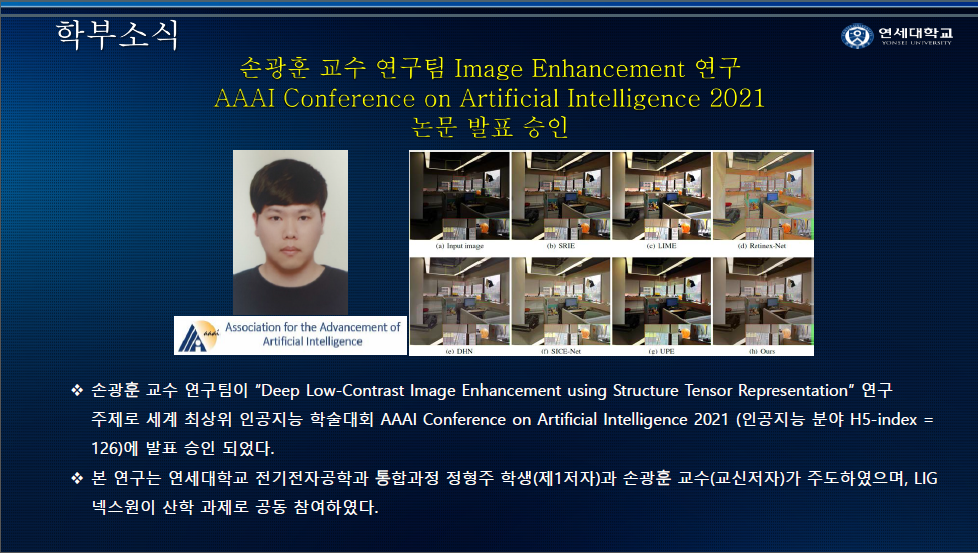 학부소식
연세대학교
YONSEI UNIVERSITY
손광훈 교수 연구팀 Image Enhancement 연구
AAAI Conference on Artificial Intelligence 2021
논문 발표 승인
(a) Input image
(b) SRIE
(c) LIME
(d) Retinex-Net
(e) DHN
(f) SICE-Net
(g) UPE
(h) Ours
aaai
Association for the Advancement of
Artificial Intelligence
❖ 손광훈 교수 연구팀이 “Deep Low-Contrast Image Enhancement using Structure Tensor Representation” 연구
주제로 세계 최상위 인공지능 학술대회 AAAI Conference on Artificial Intelligence 2021 (인공지능 분야 H5-index =
126)에 발표 승인 되었다.
❖ 본 연구는 연세대학교 전기전자공학과 통합과정 정형주 학생(제1저자)과 손광훈 교수(교신저자)가 주도하였으며, LIG
넥스원이 산학 과제로 공동 참여하였다.